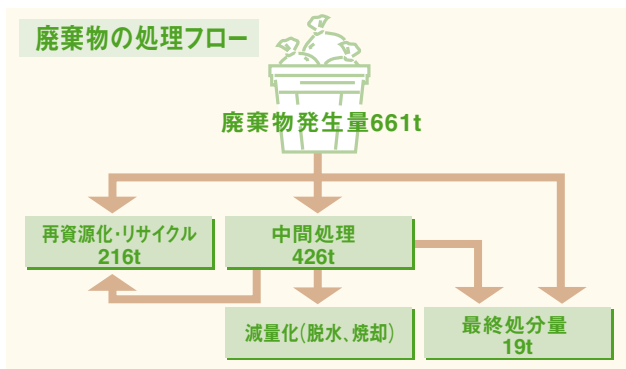 廃棄物の処理フロー
廃棄物発生量661t
再資源化・リサイクル
216t
中間処理
426t
減量化(脱水、焼却)
最終処分量
19t